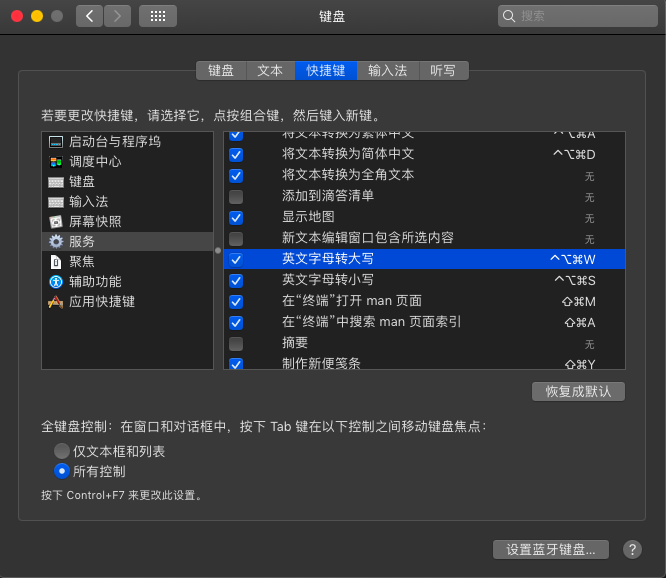 键盘
搜索
键盘 文本 快捷键 输入法 听写
若要更改快捷键，请选择它，点按组合键，然后键入新键。
启动台与程序坞
调度中心
键盘
输入法
屏幕快照
服务
聚焦
辅助功能
应用快捷键
将文本转换为繁体中文 ^⌥⌘A
将文本转换为简体中文 ^⌥⌘D
将文本转换为全角文本 无
添加到滴答清单 无
显示地图 无
新文本编辑窗口包含所选内容 无
英文字母转大写 ^⌥⌘W
英文字母转小写 ^⌥⌘S
在“终端”打开 man 页面 ⇧⌘M
在“终端”中搜索 man 页面索引 ⇧⌘A
摘要 无
制作新便笺条 ⇧⌘Y
恢复成默认
全键盘控制：在窗口和对话框中，按下 Tab 键在以下控制之间移动键盘焦点：
仅文本框和列表
所有控制
按下 Control+F7 来更改此设置。
设置蓝牙键盘...
?